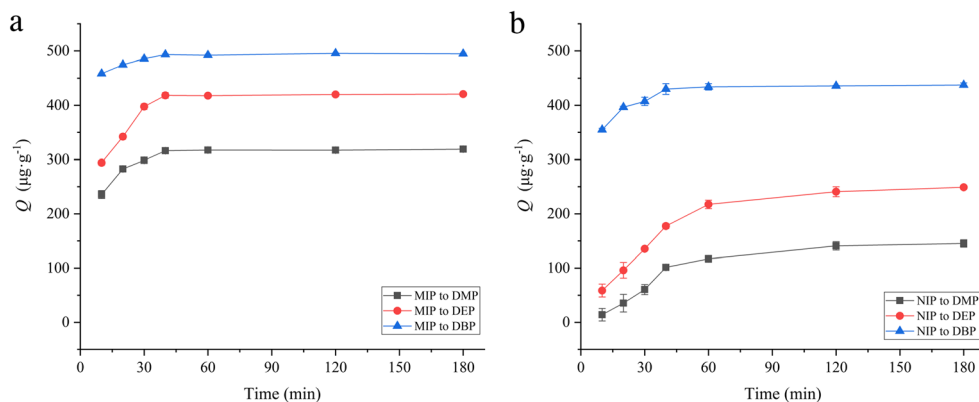 a
500
400
300
200
100
0
Q (μg·g⁻¹)
0 30 60 90 120 150 180
Time (min)
MIP to DMP
MIP to DEP
MIP to DBP
b
500
400
300
200
100
0
Q (μg·g⁻¹)
0 30 60 90 120 150 180
Time (min)
NIP to DMP
NIP to DEP
NIP to DBP